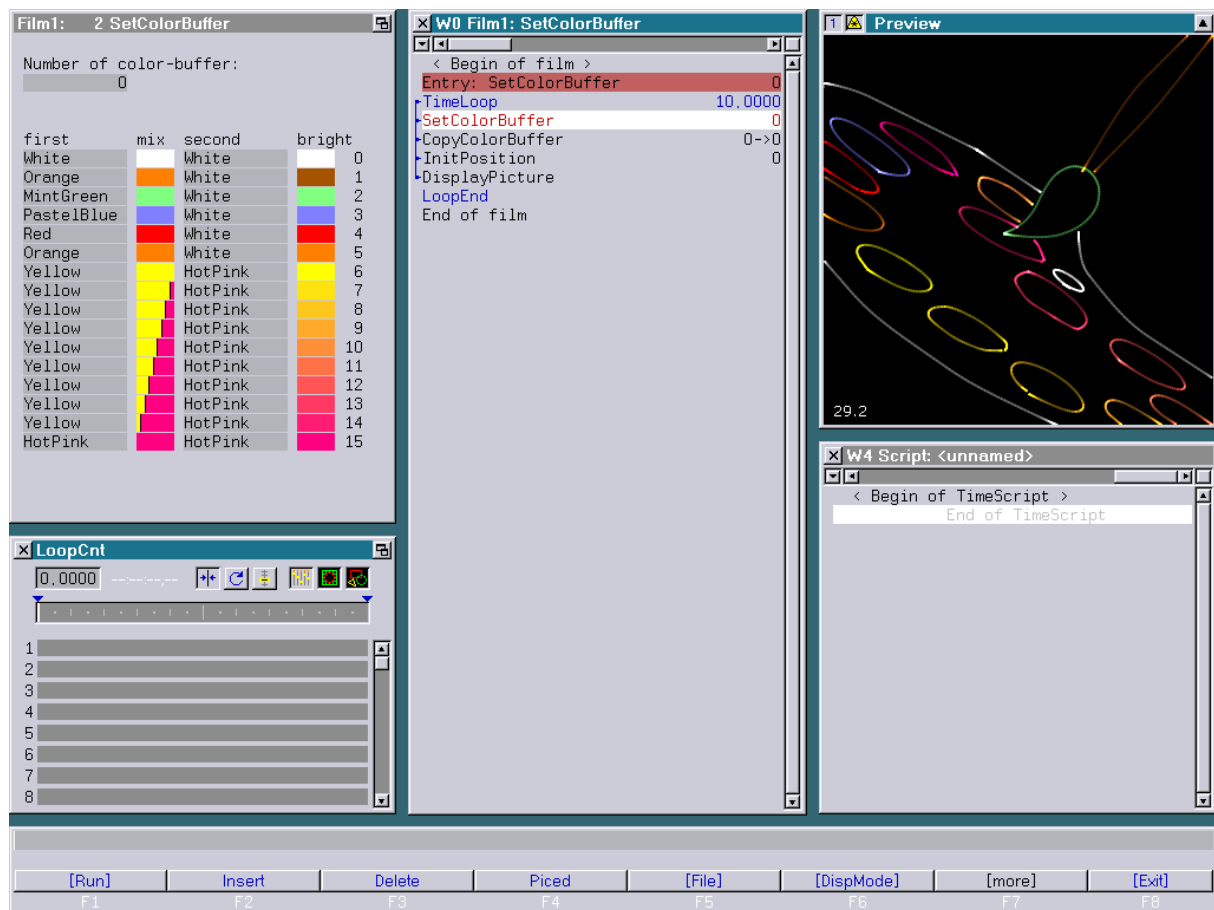 Film1: 2 SetColorBuffer
Number of color-buffer:
0
first mix second bright
White White 0
Orange White 1
MintGreen White 2
PastelBlue White 3
Red White 4
Orange White 5
Yellow HotPink 6
Yellow HotPink 7
Yellow HotPink 8
Yellow HotPink 9
Yellow HotPink 10
Yellow HotPink 11
Yellow HotPink 12
Yellow HotPink 13
Yellow HotPink 14
HotPink HotPink 15
LoopCnt
0,0000 --:--:--,--
1
2
3
4
5
6
7
8
W0 Film1: SetColorBuffer
< Begin of film >
Entry: SetColorBuffer 0
TimeLoop 10,0000
SetColorBuffer 0
CopyColorBuffer 0->0
InitPosition 0
DisplayPicture
LoopEnd
End of film
1 Preview
29.2
W4 Script: <unnamed>
< Begin of TimeScript >
End of TimeScript
[Run] Insert Delete Piced [File] [DispMode] [more] [Exit]
F1 F2 F3 F4 F5 F6 F7 F8